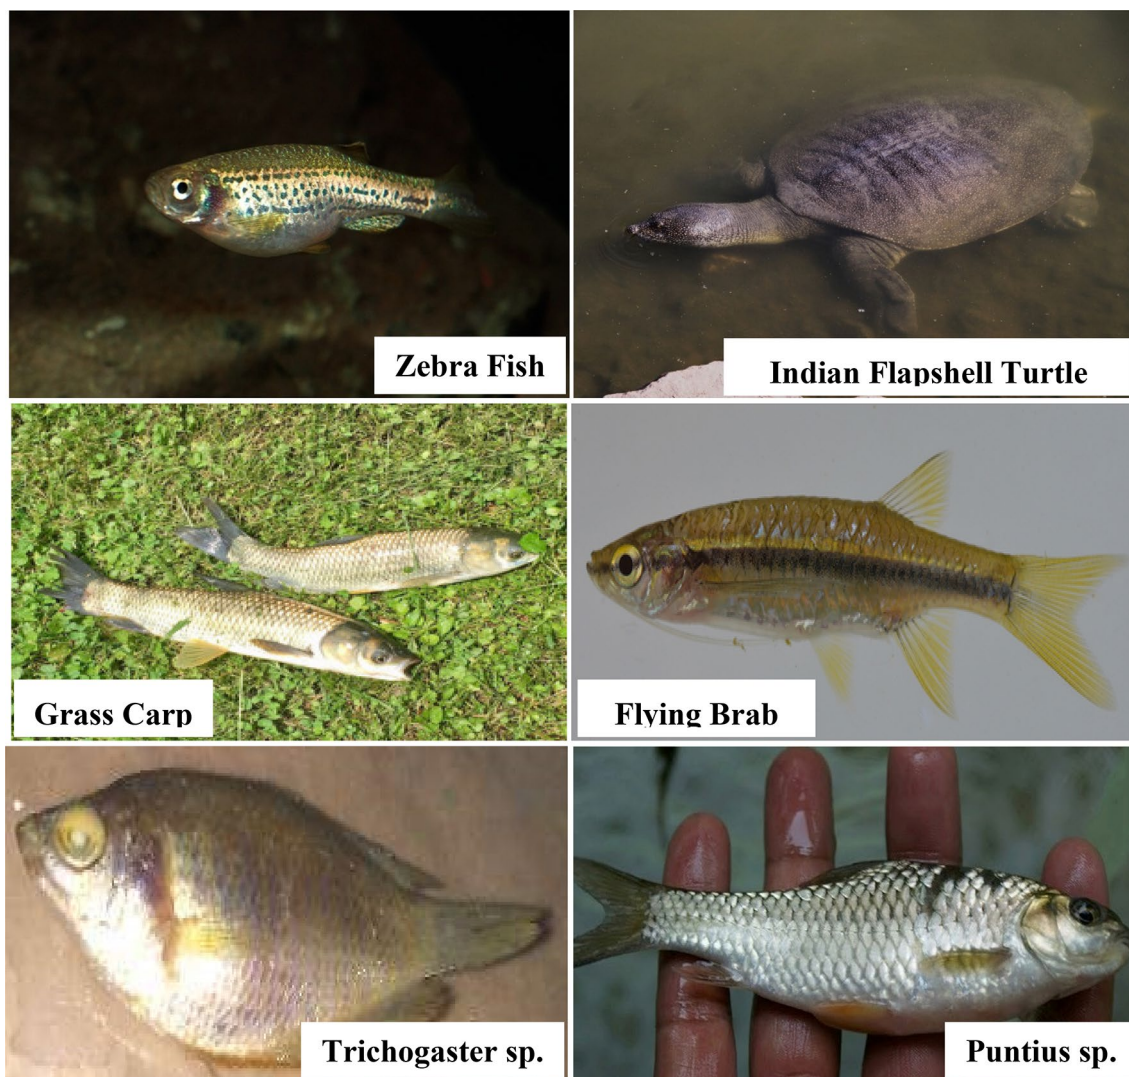 Zebra Fish
Indian Flapshell Turtle
Grass Carp
Flying Brab
Trichogaster sp.
Puntius sp.